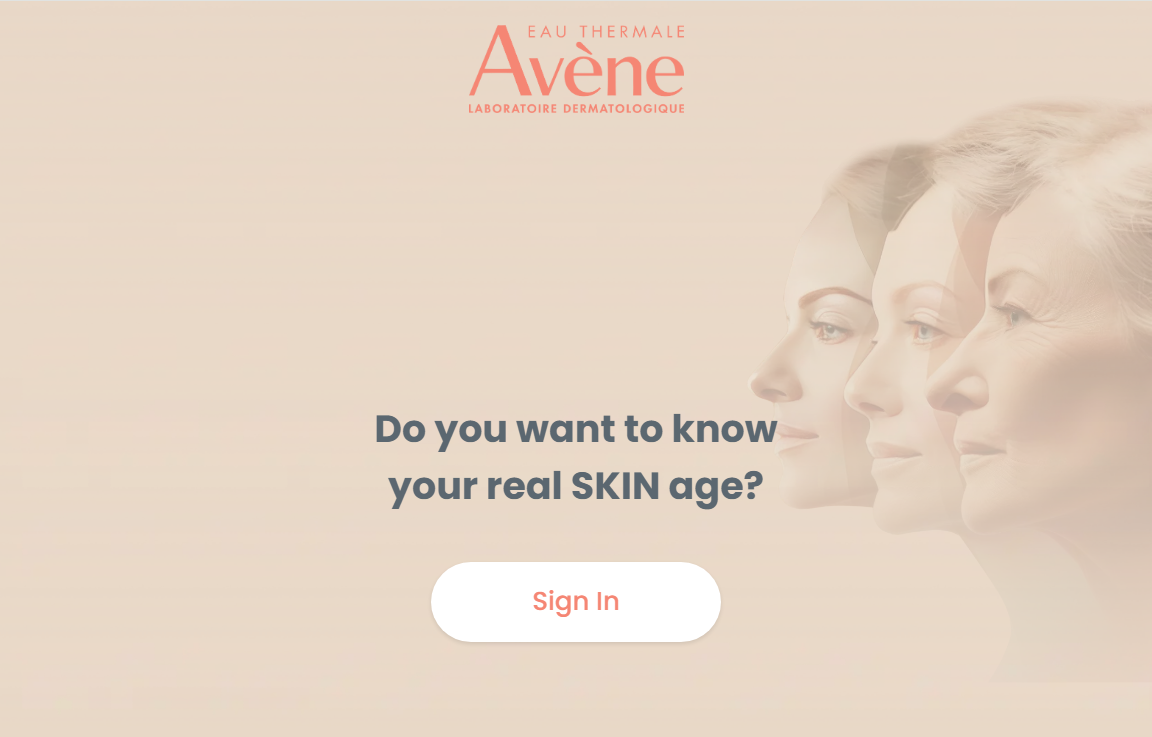 EAU THERMALE
Avène
LABORATOIRE DERMATOLOGIQUE
Do you want to know
your real SKIN age?
Sign In